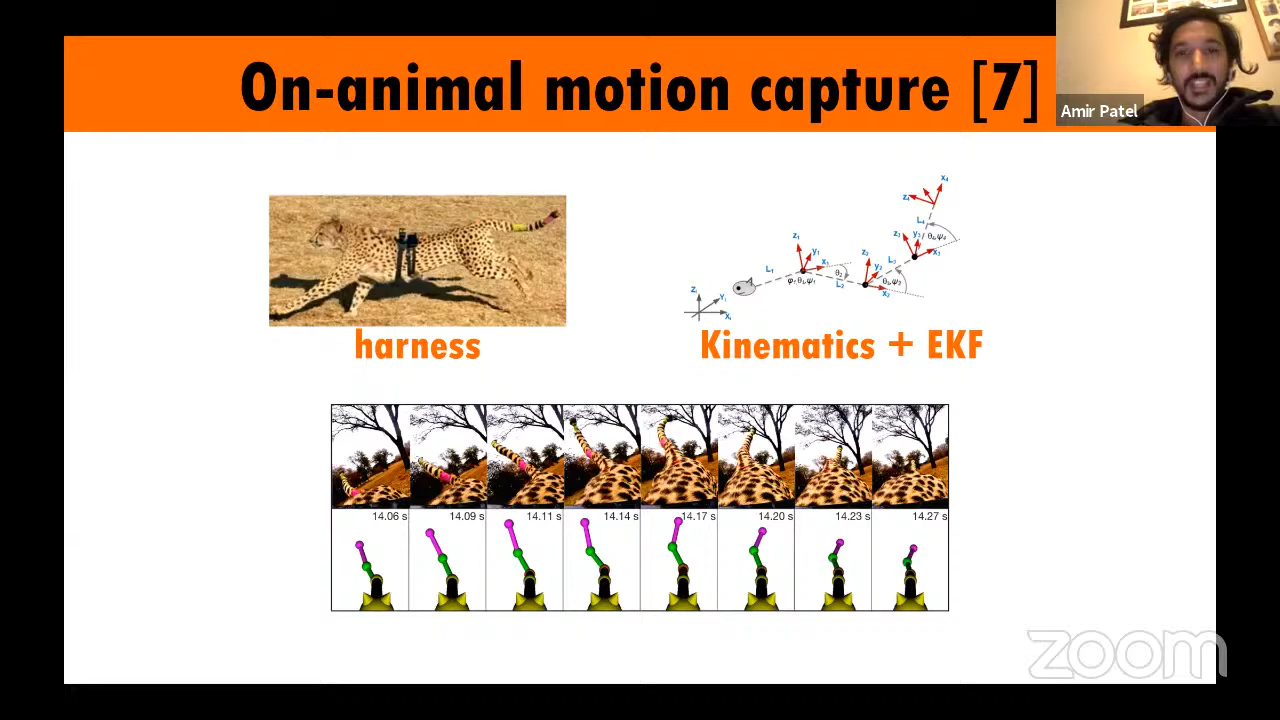 On-animal motion capture [7]
Amir Patel
harness
Kinematics + EKF
14.06 s
14.09 s
14.11 s
14.14 s
14.17 s
14.20 s
14.23 s
14.27 s
zoom